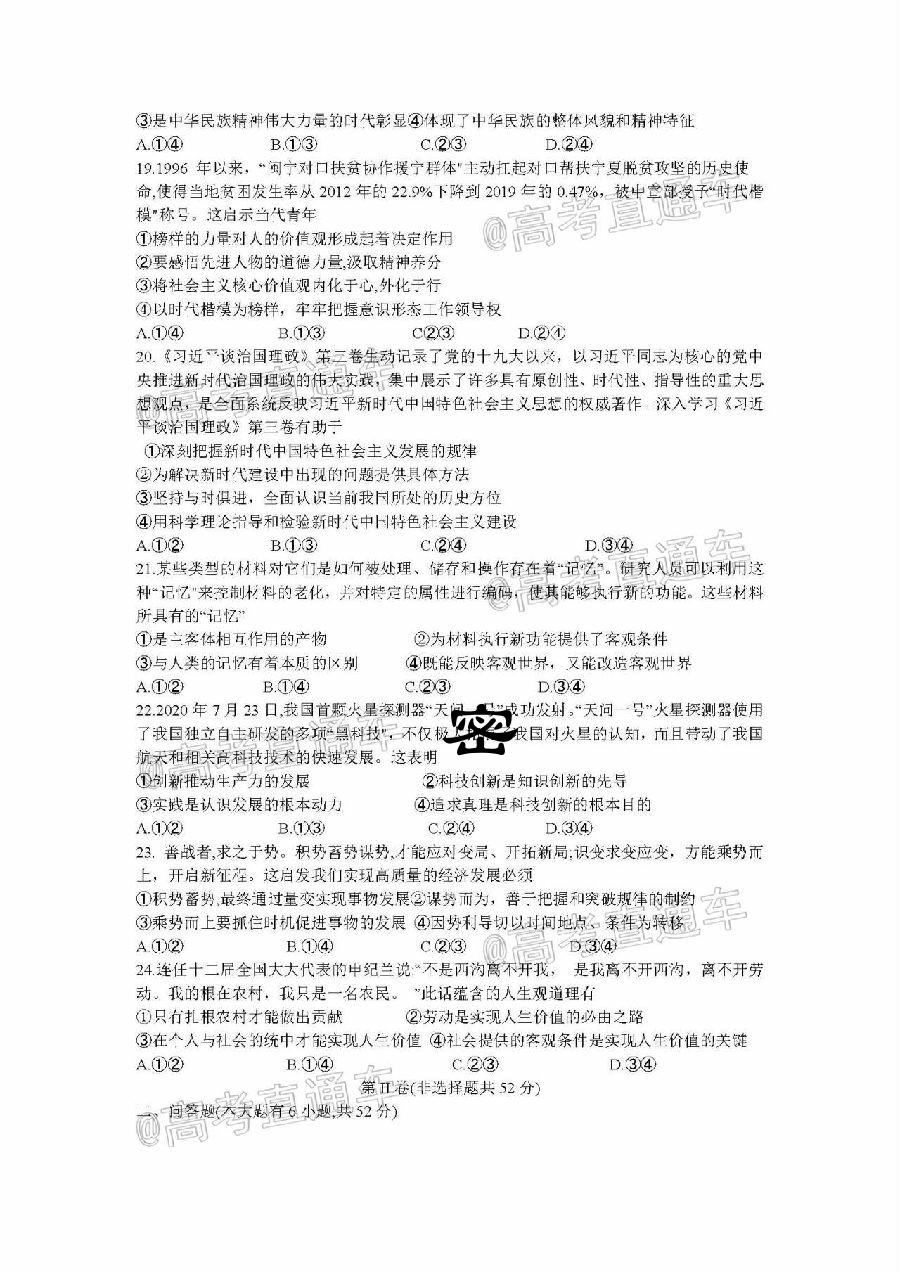 ③是中华民族精神伟大力量的时代彰显④体现了中华民族的整体风貌和精神特征
A.①④ B.①③ C.②③ D.②④
19.1996 年以来，“闽宁对口扶贫协作援宁群体”主动扛起对口帮扶宁夏脱贫攻坚的历史使
命,使得当地贫困发生率从 2012 年的 22.9%下降到 2019 年的 0.47%，被中宣部授予“时代楷
模”称号。这启示当代青年
①榜样的力量对人的价值观形成起着决定作用
②要感悟先进人物的道德力量,汲取精神养分
③将社会主义核心价值观内化于心,外化于行
④以时代楷模为榜样，牢牢把握意识形态工作领导权
A.①④ B.①③ C②③ D.②④
20.《习近平谈治国理政》第三卷生动记录了党的十九大以来，以习近平同志为核心的党中
央推进新时代治国理政的伟大实践，集中展示了许多具有原创性、时代性、指导性的重大思
想观点，是全面系统反映习近平新时代中国特色社会主义思想的权威著作。深入学习《习近
平谈治国理政》第三卷有助于
①深刻把握新时代中国特色社会主义发展的规律
②为解决新时代建设中出现的问题提供具体方法
③坚持与时俱进，全面认识当前我国所处的历史方位
④用科学理论指导和检验新时代中国特色社会主义建设
A.①② B.①③ C.②④ D.③④
21.某些类型的材料对它们是如何被处理、储存和操作存在着“记忆”。研究人员可以利用这
种“记忆”来控制材料的老化，并对特定的属性进行编码，使其能够执行新的功能。这些材料
所具有的“记忆”
①是主客体相互作用的产物 ②为材料执行新功能提供了客观条件
③与人类的记忆有着本质的区别 ④既能反映客观世界，又能改造客观世界
A.①② B.①④ C.②③ D.③④
22.2020 年 7 月 23 日,我国首颗火星探测器“天问一号”成功发射。“天问一号”火星探测器使用
了我国独立自主研发的多项“黑科技”，不仅极 我国对火星的认知，而且带动了我国
航天和相关高科技技术的快速发展。这表明
①创新推动生产力的发展 ②科技创新是知识创新的先导
③实践是认识发展的根本动力 ④追求真理是科技创新的根本目的
A.①② B.①③ C.②④ D.③④
23. 善战者,求之于势。积势蓄势谋势,才能应对变局、开拓新局;识变求变应变，方能乘势而
上，开启新征程。这启发我们实现高质量的经济发展必须
①积势蓄势,最终通过量变实现事物发展②谋势而为，善于把握和突破规律的制约
③乘势而上要抓住时机促进事物的发展 ④因势利导切以时间地点、条件为转移
A.①② B.①④ C.②③ D.③④
24.连任十二届全国大大代表的申纪兰说:“不是西沟离不开我， 是我离不开西沟，离不开劳
动。我的根在农村，我只是一名农民。 ”此话蕴含的人生观道理有
①只有扎根农村才能做出贡献 ②劳动是实现人生价值的必由之路
③在个人与社会的统中才能实现人生价值 ④社会提供的客观条件是实现人生价值的关键
A.①② B.①④ C.②③ D.③④
第 II 卷(非选择题共 52 分)
二、问答题(本大题有 6 小题,共 52 分)
密
@高考直通车
@高考直通车
@高考直通车
@高考直通车
@高考直通车
@高考直通车